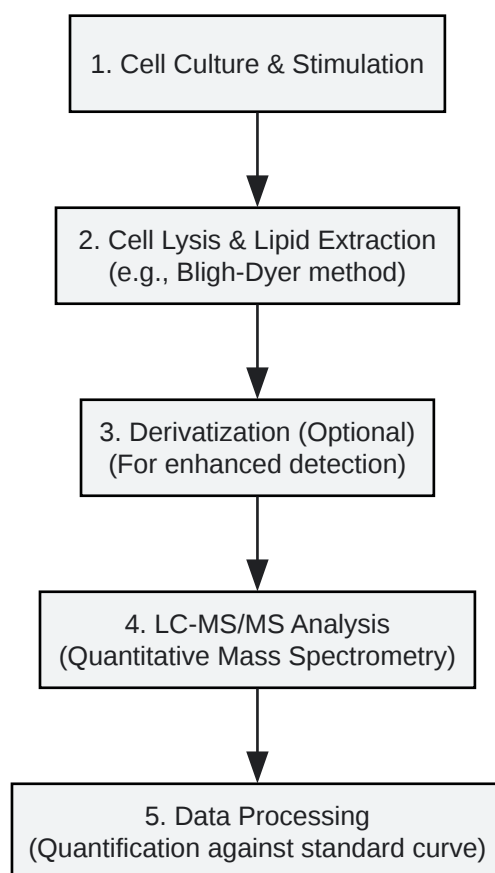 1. Cell Culture & Stimulation
2. Cell Lysis & Lipid Extraction
(e.g., Bligh-Dyer method)
3. Derivatization (Optional)
(For enhanced detection)
4. LC-MS/MS Analysis
(Quantitative Mass Spectrometry)
5. Data Processing
(Quantification against standard curve)